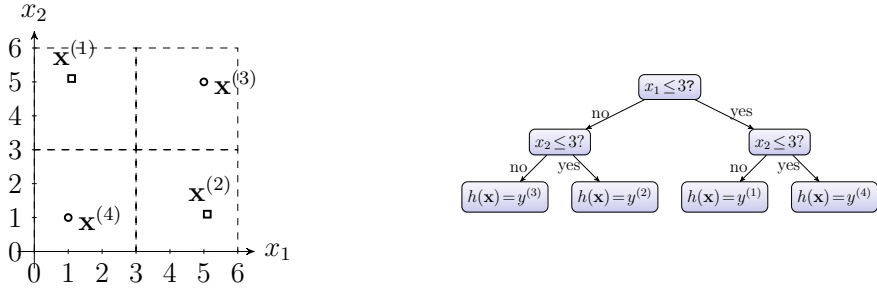 x₂
6
x⁽¹⁾
5
x⁽³⁾
4
3
2
x⁽²⁾
1
x⁽⁴⁾
0
x₁
0 1 2 3 4 5 6
x₁ ≤ 3?
no yes
x₂ ≤ 3? x₂ ≤ 3?
no yes no yes
h(x) = y⁽³⁾ h(x) = y⁽²⁾ h(x) = y⁽¹⁾ h(x) = y⁽⁴⁾